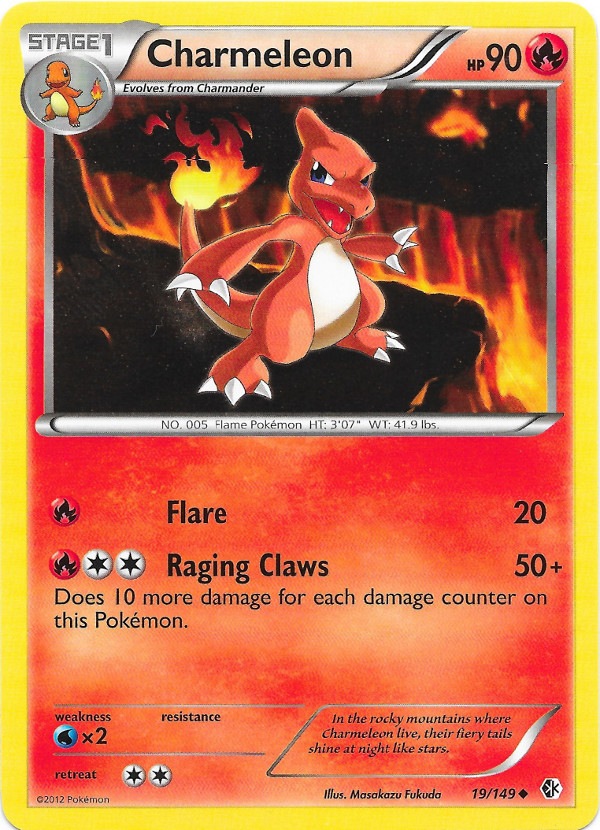 STAGE1
Charmeleon
HP 90
Evolves from Charmander
NO. 005 Flame Pokémon HT: 3'07" WT: 41.9 lbs.
Flare 20
Raging Claws 50+
Does 10 more damage for each damage counter on
this Pokémon.
weakness resistance
×2
retreat
In the rocky mountains where
Charmeleon live, their fiery tails
shine at night like stars.
©2012 Pokémon
Illus. Masakazu Fukuda
19/149